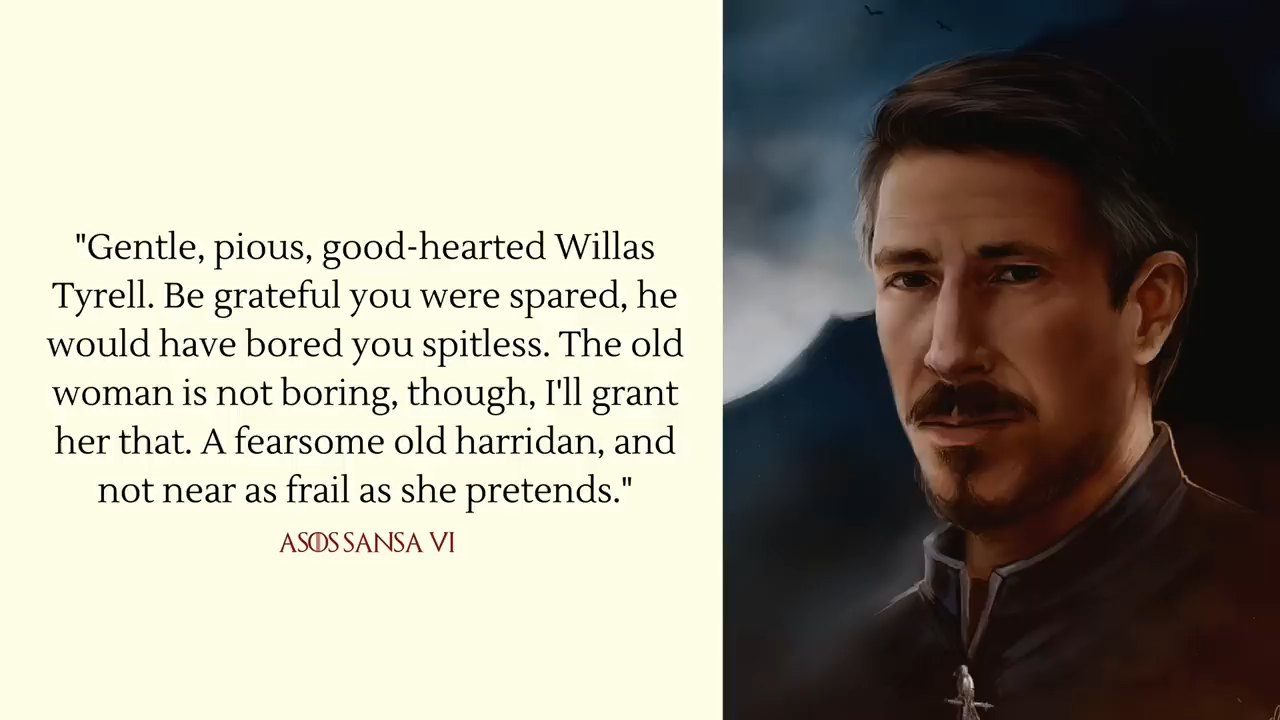 "Gentle, pious, good-hearted Willas
Tyrell. Be grateful you were spared, he
would have bored you spitless. The old
woman is not boring, though, I'll grant
her that. A fearsome old harridan, and
not near as frail as she pretends."
ASOS SANSA VI